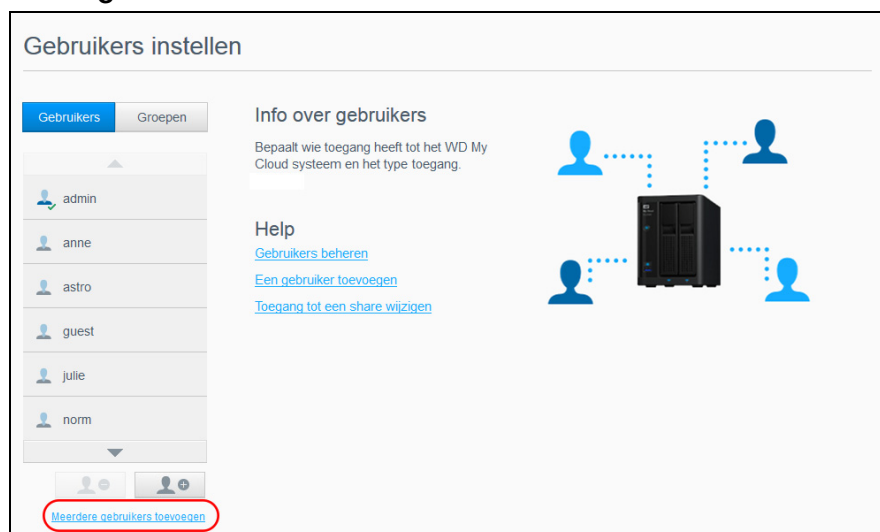 Gebruikers instellen
Gebruikers
Groepen
admin
anne
astro
guest
julie
norm
Meerdere gebruikers toevoegen
Info over gebruikers
Bepaalt wie toegang heeft tot het WD My
Cloud systeem en het type toegang.
Help
Gebruikers beheren
Een gebruiker toevoegen
Toegang tot een share wijzigen